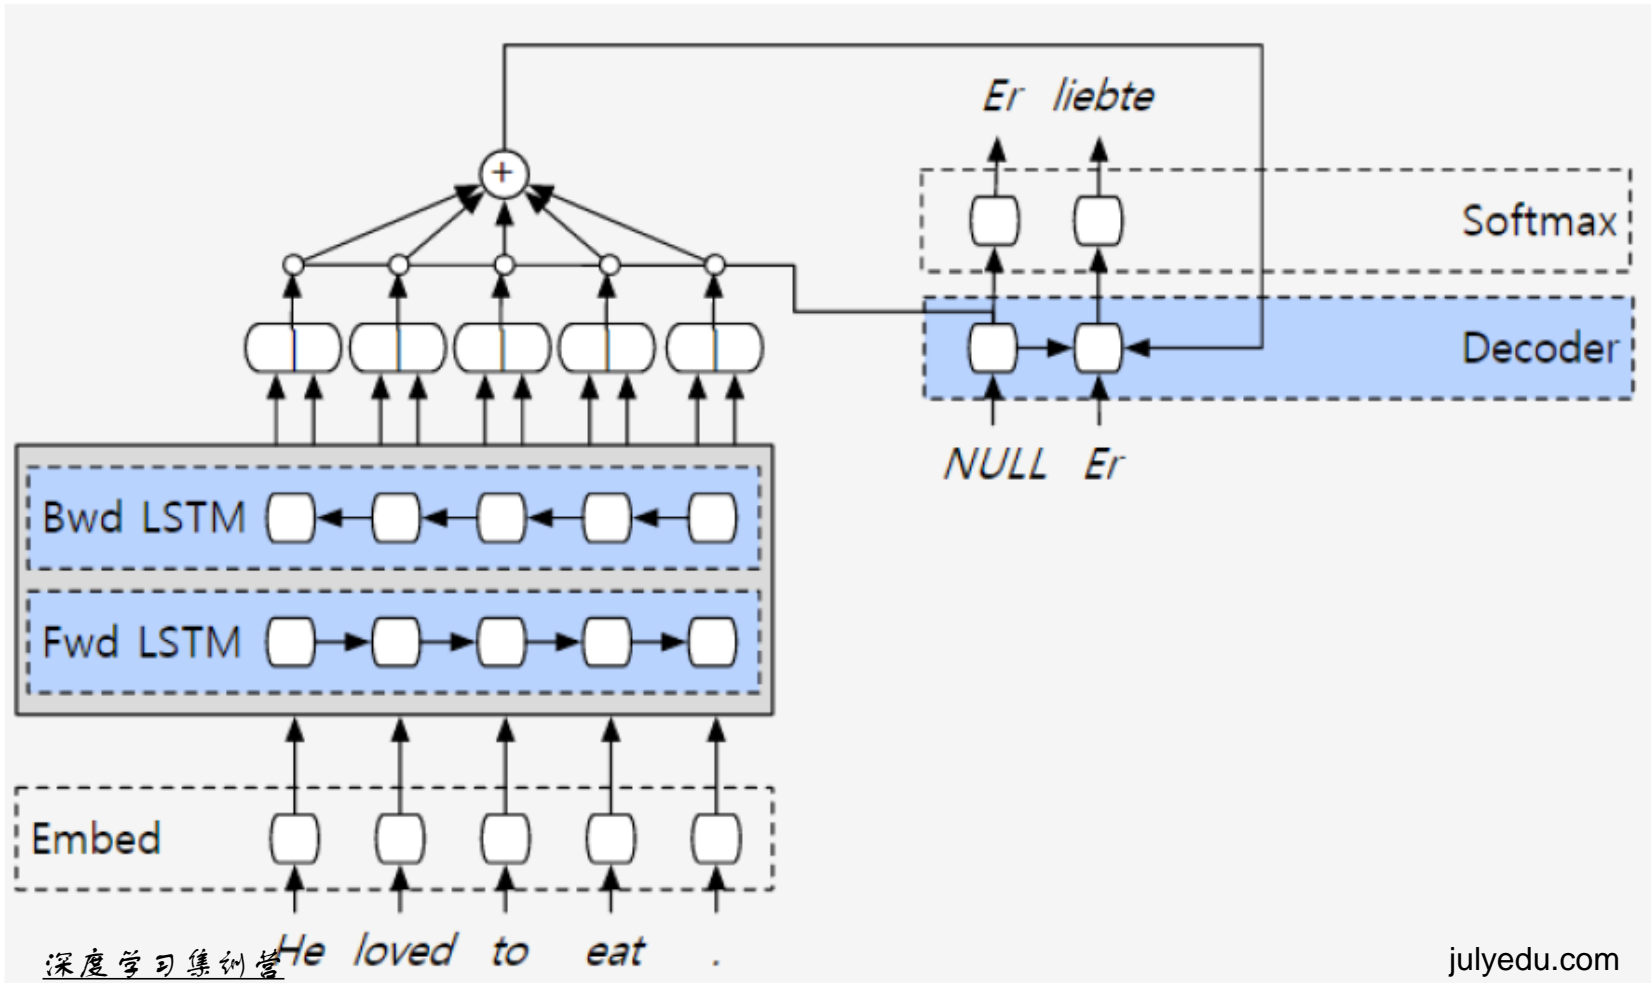 +
Er liebte
Softmax
Decoder
NULL Er
Bwd LSTM
Fwd LSTM
Embed
He loved to eat .
深度学习集训营
julyedu.com